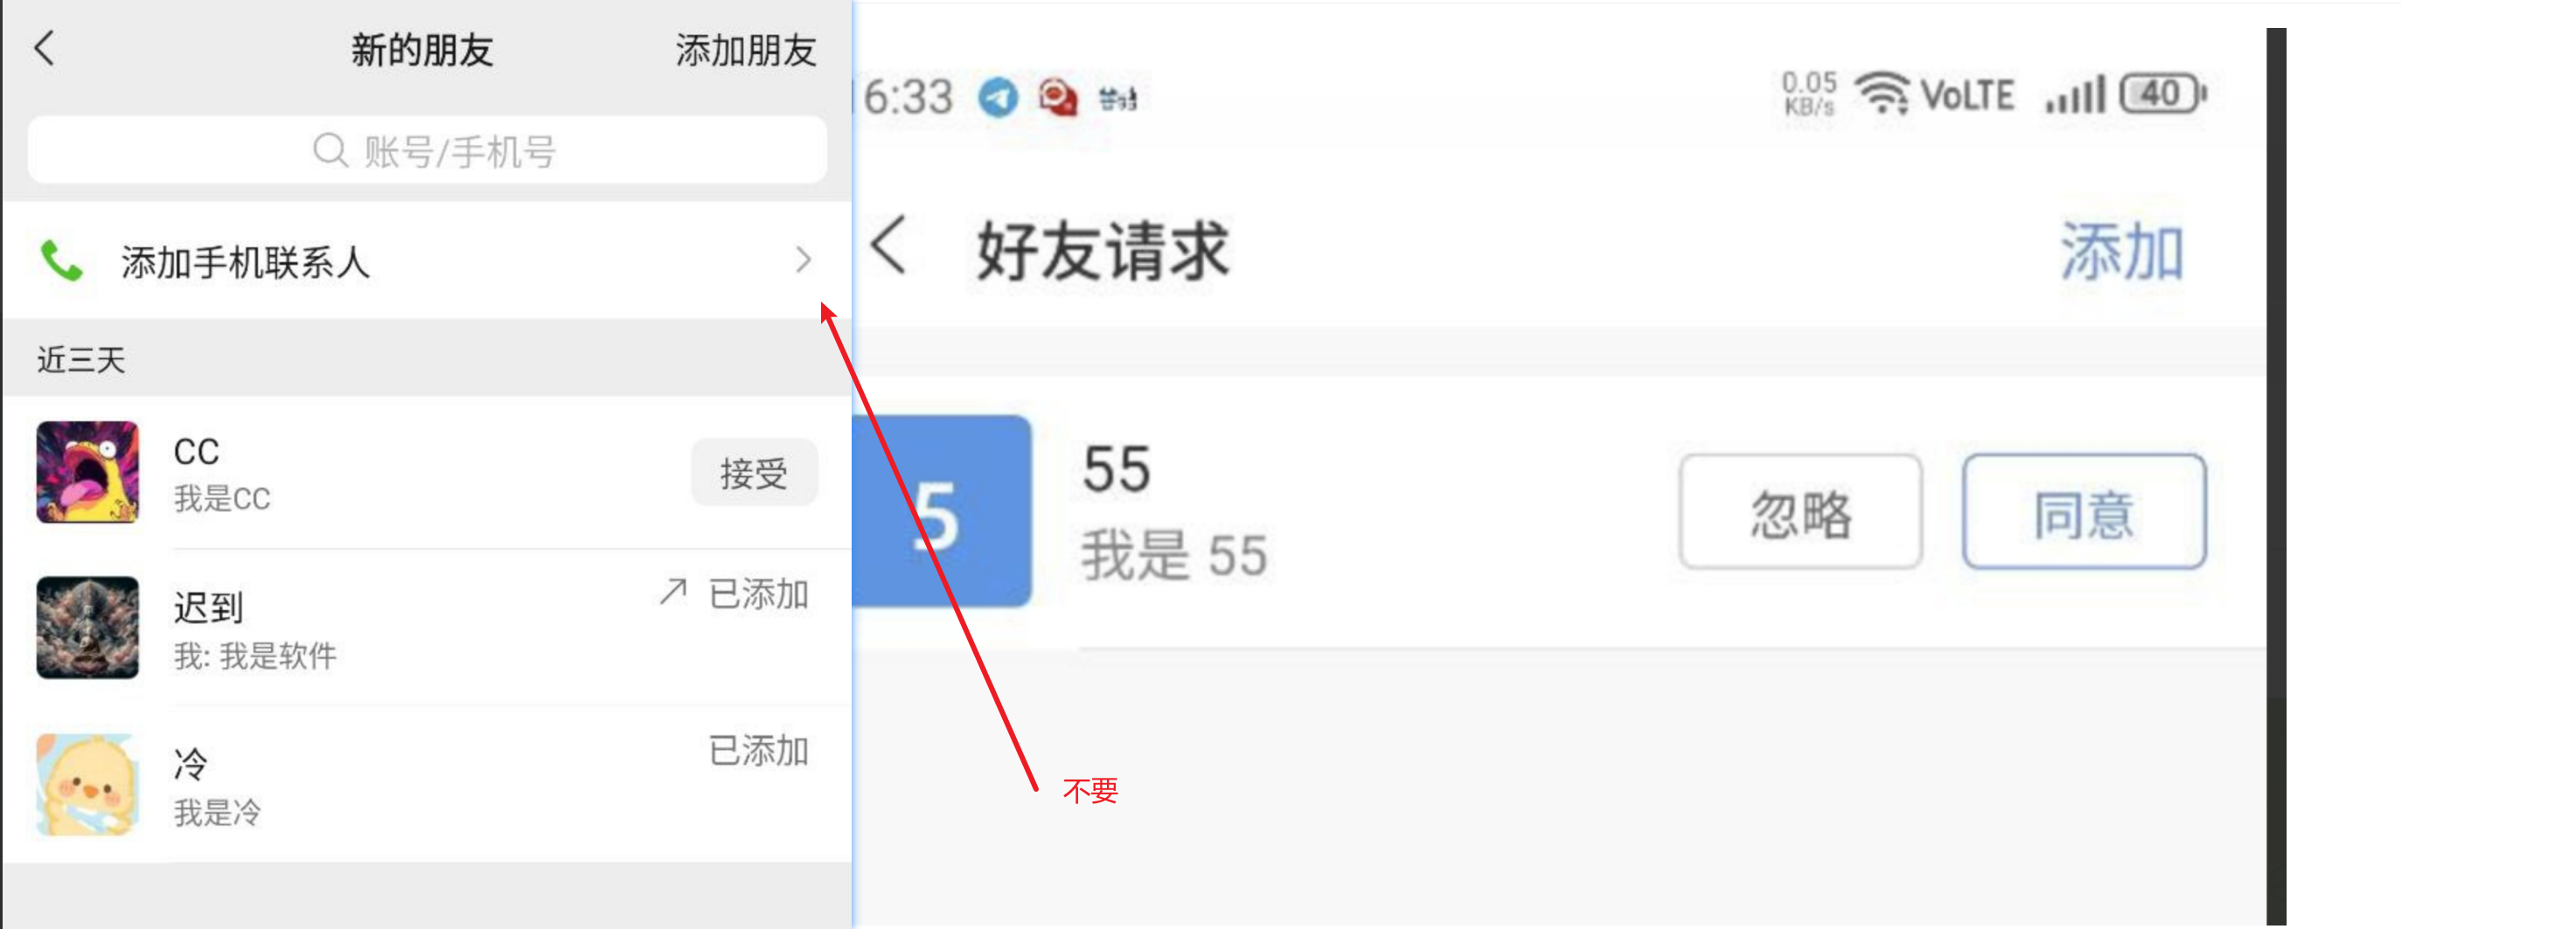 新的朋友
添加朋友
账号/手机号
添加手机联系人
近三天
CC
我是CC
接受
迟到
我: 我是软件
已添加
冷
我是冷
已添加
6:33
0.05
KB/s
VoLTE
40
好友请求
添加
5
55
我是 55
忽略
同意
不要